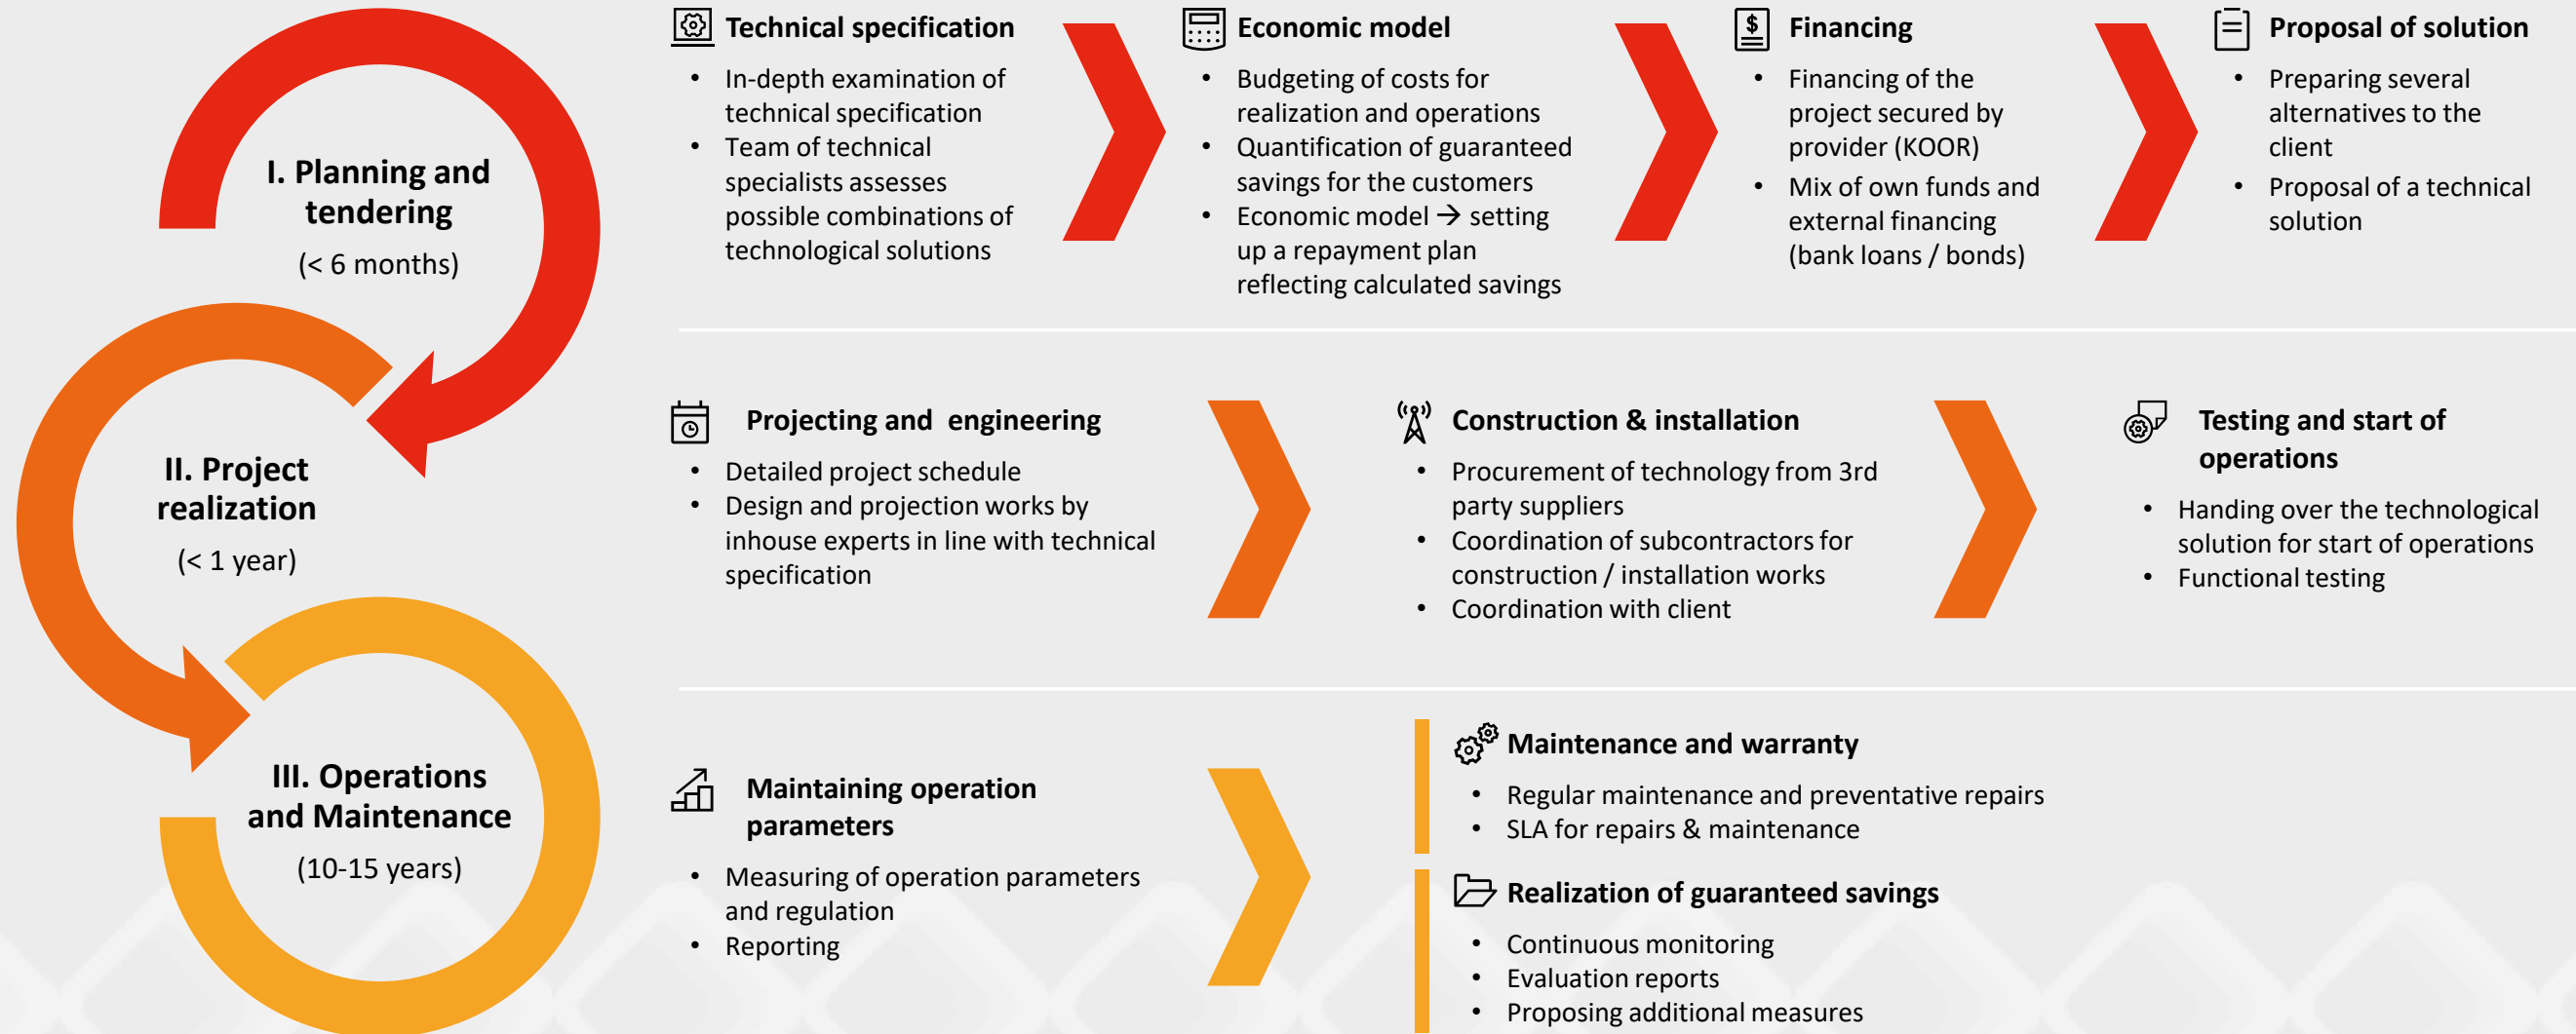 I. Planning and
tendering
(< 6 months)
Technical specification
• In-depth examination of
technical specification
• Team of technical
specialists assesses
possible combinations of
technological solutions
Economic model
• Budgeting of costs for
realization and operations
• Quantification of guaranteed
savings for the customers
• Economic model → setting
up a repayment plan
reflecting calculated savings
$
Financing
• Financing of the
project secured by
provider (KOOR)
• Mix of own funds and
external financing
(bank loans / bonds)
Proposal of solution
• Preparing several
alternatives to the
client
• Proposal of a technical
solution
II. Project
realization
(< 1 year)
Projecting and  engineering
• Detailed project schedule
• Design and projection works by
inhouse experts in line with technical
specification
Construction & installation
• Procurement of technology from 3rd
party suppliers
• Coordination of subcontractors for
construction / installation works
• Coordination with client
Testing and start of
operations
• Handing over the technological
solution for start of operations
• Functional testing
III. Operations
and Maintenance
(10-15 years)
Maintaining operation
parameters
• Measuring of operation parameters
and regulation
• Reporting
Maintenance and warranty
• Regular maintenance and preventative repairs
• SLA for repairs & maintenance
Realization of guaranteed savings
• Continuous monitoring
• Evaluation reports
• Proposing additional measures